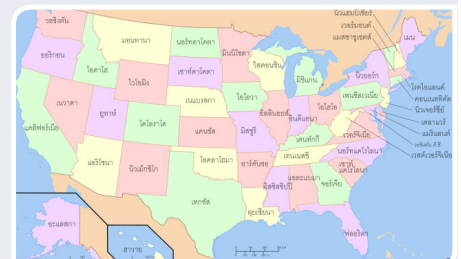 วอชิงตัน
ออริกอน
แคลิฟอร์เนีย
เนวาดา
ไอดาโฮ
มอนทานา
ไวโอมิง
ยูทาห์
โคโลราโด
แอริโซนา
นิวเม็กซิโก
นอร์ทดาโคตา
เซาท์ดาโคตา
เนแบรสกา
แคนซัส
โอคลาโฮมา
เทกซัส
มินนิโซตา
ไอโอวา
มิสซูรี
อาร์คันซอ
ลุยเซียนา
วิสคอนซิน
อิลลินอยส์
มิชิแกน
อินดีแอนา
โอไฮโอ
เคนทักกี
เทนเนสซี
มิสซิสซิปปี
แอละแบมา
จอร์เจีย
ฟลอริดา
เซาท์
แคโรไลนา
นอร์ทแคโรไลนา
เวอร์จิเนีย
เพนซิลเวเนีย
นิวยอร์ก
เมน
นิวแฮมป์เชียร์
เวอร์มอนต์
แมสซาชูเซตส์
โรดไอแลนด์
คอนเนตทิคัต
นิวเจอร์ซีย์
เดลาแวร์
แมริแลนด์
วอชิงตัน ดี.ซี.
เวสต์เวอร์จิเนีย
อะแลสกา
ฮาวาย